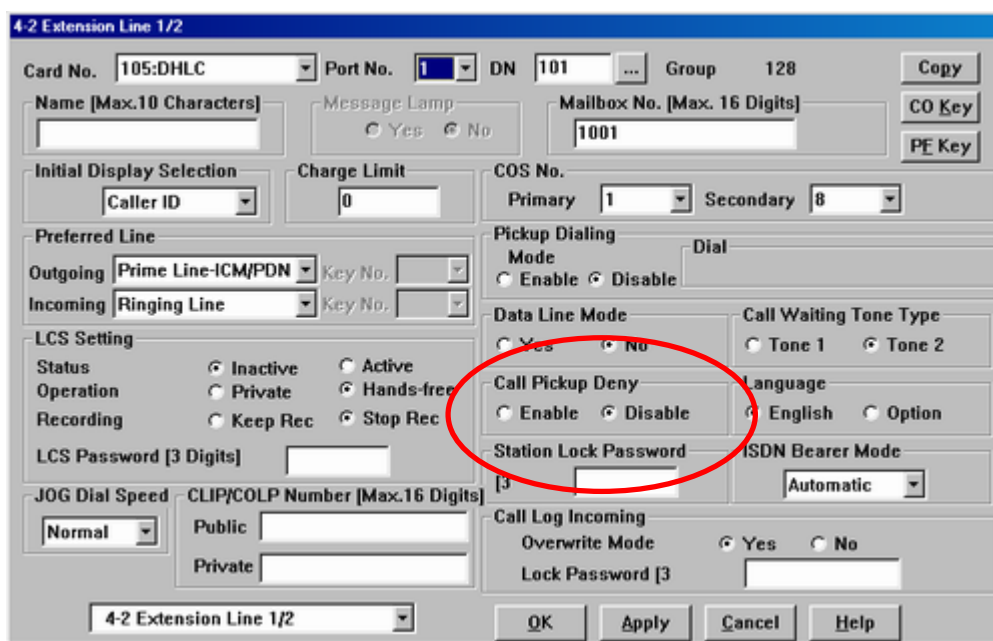 4-2 Extension Line 1/2
Card No. 105:DHLC Port No. 1 DN 101 ... Group 128 Copy
Name [Max.10 Characters] Message Lamp Mailbox No. [Max. 16 Digits] CO Key
Yes No 1001
PF Key
Initial Display Selection Charge Limit COS No.
Caller ID 0 Primary 1 Secondary 8
Preferred Line Pickup Dialing
Mode Dial
Outgoing Prime Line-ICM/PDN Key No. Enable Disable
Incoming Ringing Line Key No.
Data Line Mode Call Waiting Tone Type
LCS Setting Yes No Tone 1 Tone 2
Status Inactive Active
Operation Private Hands-free Call Pickup Deny Language
Recording Keep Rec Stop Rec Enable Disable English Option
LCS Password [3 Digits] Station Lock Password ISDN Bearer Mode
[3 Automatic
JOG Dial Speed CLIP/COLP Number [Max.16 Digits]
Normal Public Call Log Incoming
Overwrite Mode Yes No
Private Lock Password [3
4-2 Extension Line 1/2 OK Apply Cancel Help